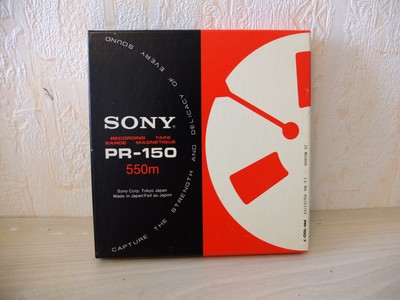 CAPTURE THE STRENGTH AND DELICACY OF EVERY SOUND
SONY
RECORDING TAPE
BANDE MAGNETIQUE
PR-150
550m
Sony Corp. Tokyo Japan
Made in Japan/Fait au Japon